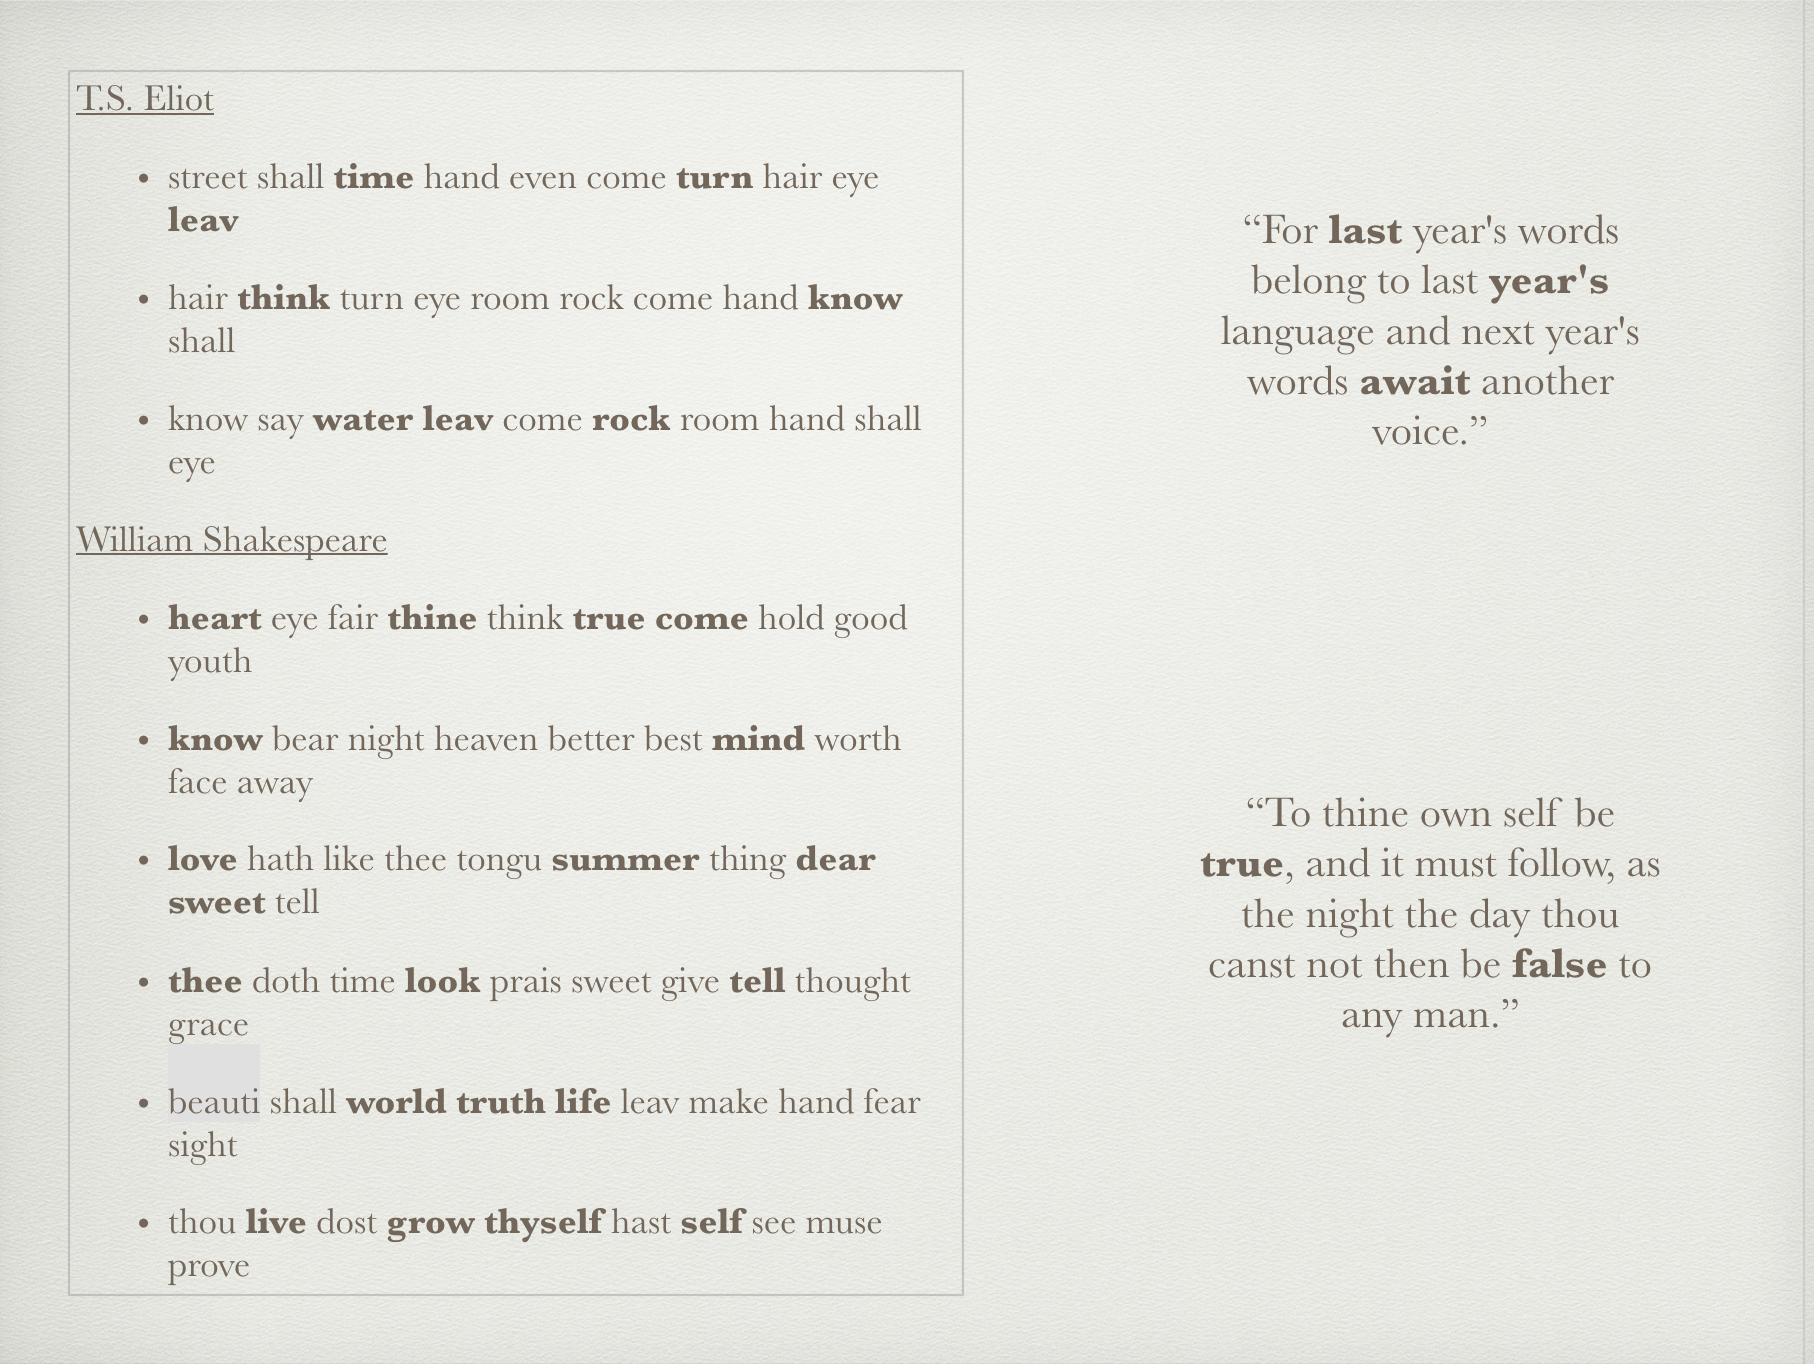 T.S. Eliot
• street shall time hand even come turn hair eye
leav
• hair think turn eye room rock come hand know
shall
• know say water leav come rock room hand shall
eye
William Shakespeare
• heart eye fair thine think true come hold good
youth
• know bear night heaven better best mind worth
face away
• love hath like thee tongu summer thing dear
sweet tell
• thee doth time look prais sweet give tell thought
grace
• beauti shall world truth life leav make hand fear
sight
• thou live dost grow thyself hast self see muse
prove
“For last year's words
belong to last year's
language and next year's
words await another
voice.”
“To thine own self be
true, and it must follow, as
the night the day thou
canst not then be false to
any man.”